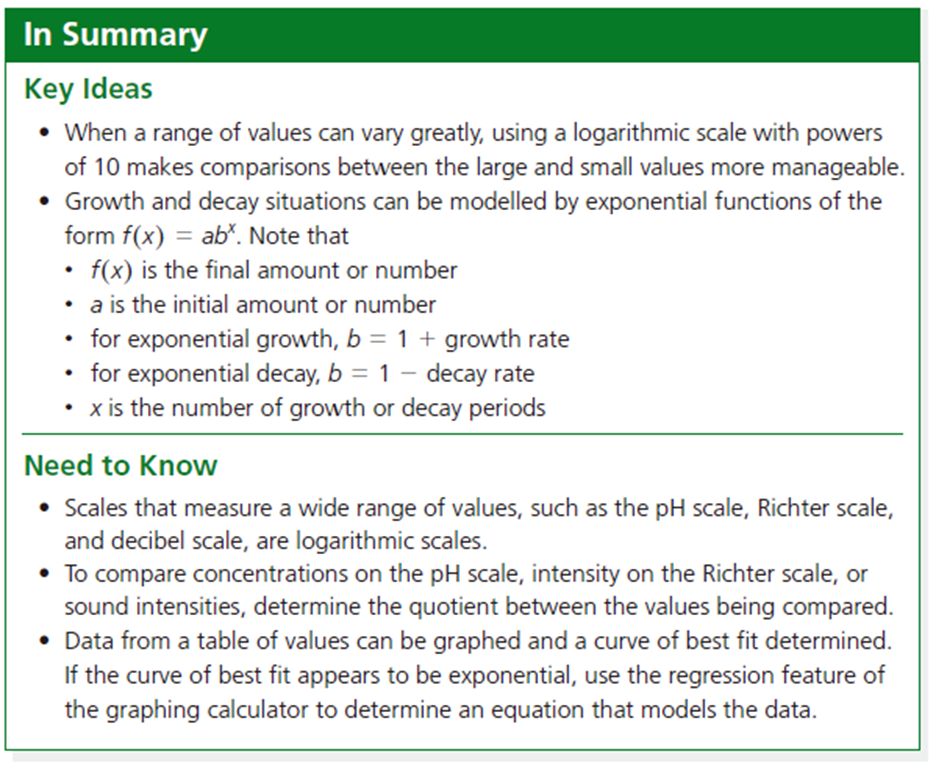 In Summary
Key Ideas
• When a range of values can vary greatly, using a logarithmic scale with powers
of 10 makes comparisons between the large and small values more manageable.
• Growth and decay situations can be modelled by exponential functions of the
form f(x) = abˣ. Note that
• f(x) is the final amount or number
• a is the initial amount or number
• for exponential growth, b = 1 + growth rate
• for exponential decay, b = 1 − decay rate
• x is the number of growth or decay periods
Need to Know
• Scales that measure a wide range of values, such as the pH scale, Richter scale,
and decibel scale, are logarithmic scales.
• To compare concentrations on the pH scale, intensity on the Richter scale, or
sound intensities, determine the quotient between the values being compared.
• Data from a table of values can be graphed and a curve of best fit determined.
If the curve of best fit appears to be exponential, use the regression feature of
the graphing calculator to determine an equation that models the data.